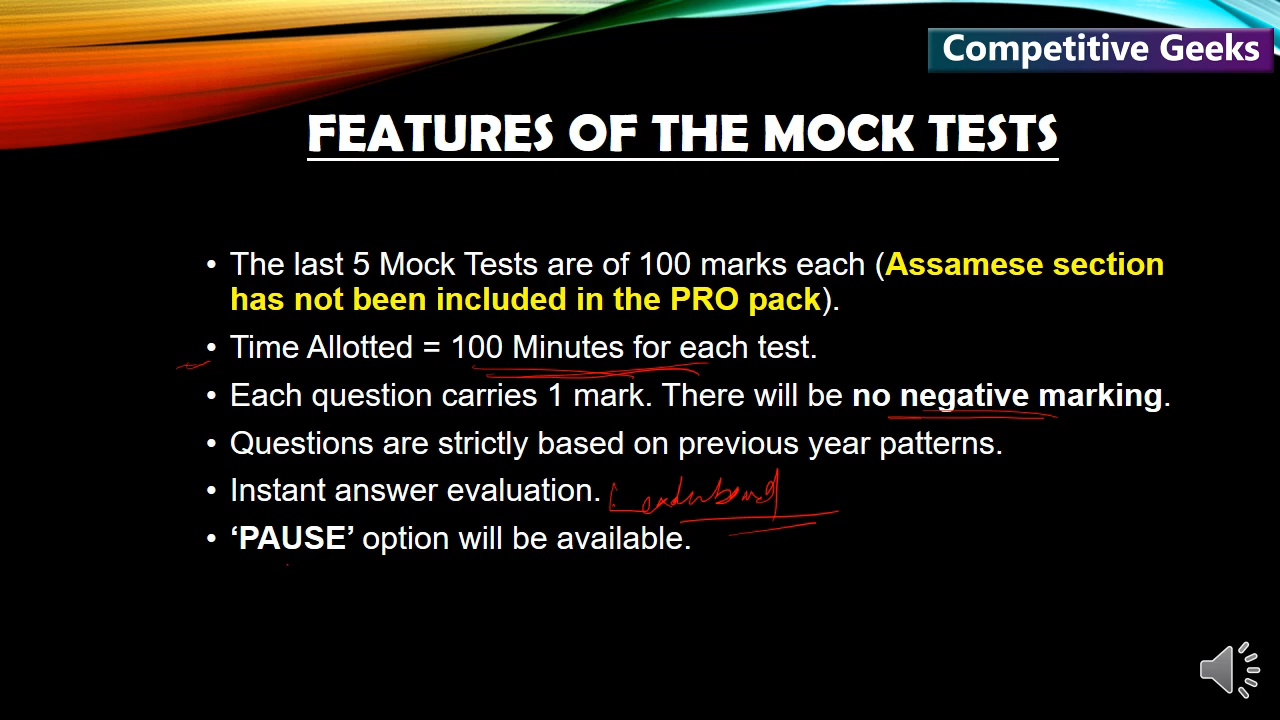 Competitive Geeks
FEATURES OF THE MOCK TESTS
• The last 5 Mock Tests are of 100 marks each (Assamese section
has not been included in the PRO pack).
• Time Allotted = 100 Minutes for each test.
• Each question carries 1 mark. There will be no negative marking.
• Questions are strictly based on previous year patterns.
• Instant answer evaluation. Leaderboard
• ‘PAUSE’ option will be available.